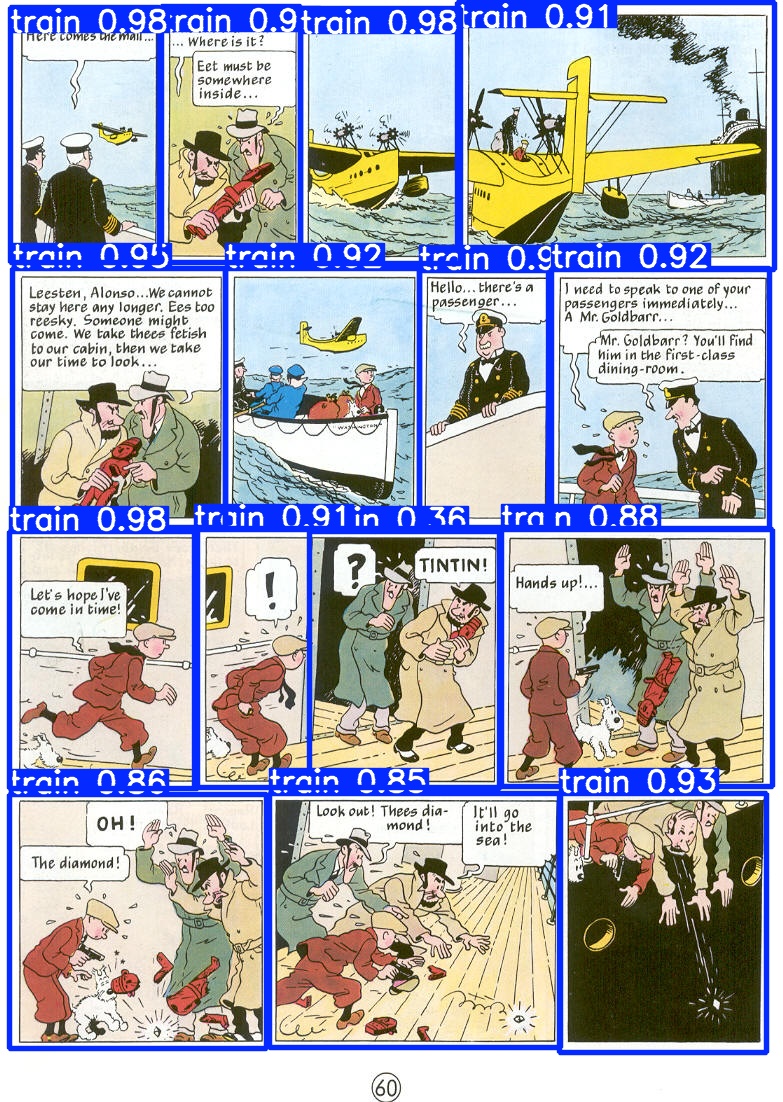 train 0.98
train 0.9
train 0.98
train 0.91
Here comes the mail...
... Where is it?
Eet must be
somewhere
inside...
train 0.95
train 0.92
train 0.9
train 0.92
Leesten, Alonso...We cannot
stay here any longer. Ees too
reesky. Someone might
come. We take thees fetish
to our cabin, then we take
our time to look...
WASHINGTON
Hello... there's a
passenger...
I need to speak to one of your
passengers immediately...
A Mr. Goldbarr...
Mr. Goldbarr? You'll find
him in the first-class
dining-room.
train 0.98
train 0.91
in 0.36
train 0.88
Let's hope I've
come in time!
!
?
TINTIN!
Hands up!...
train 0.86
train 0.85
train 0.93
OH!
The diamond!
Look out! Thees dia-
mond!
It'll go
into the
sea!
60